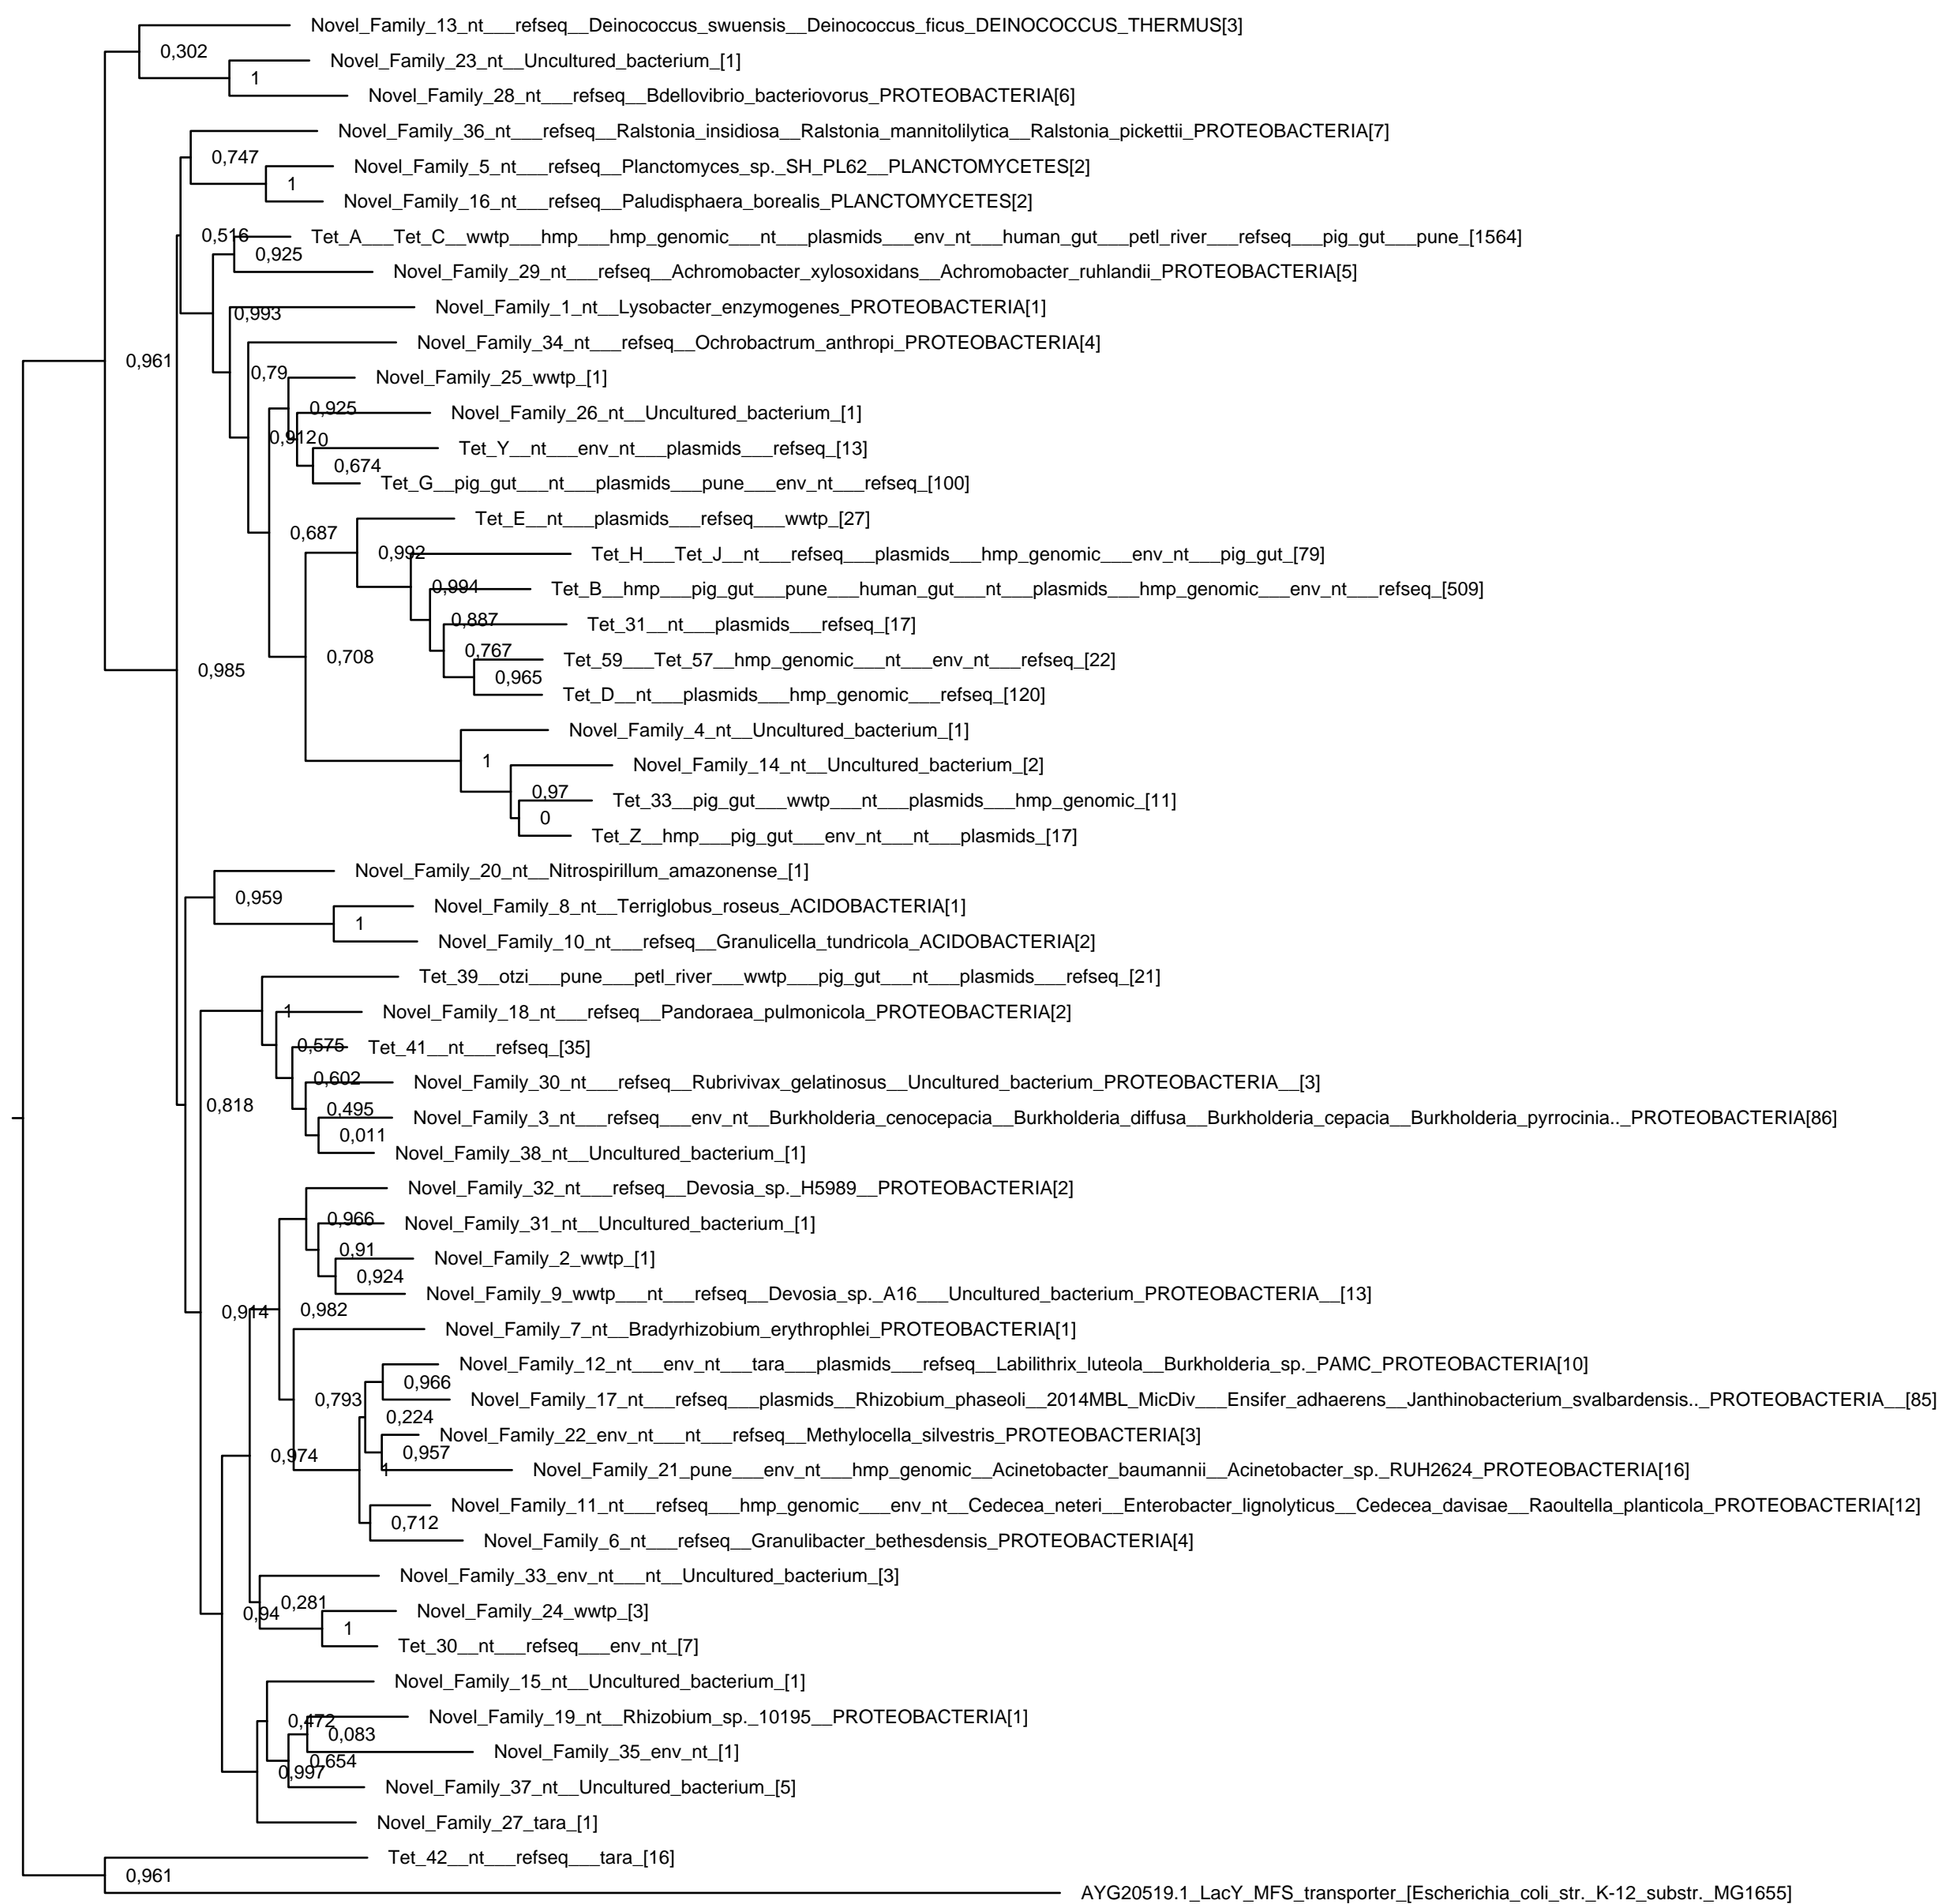 Novel_Family_13_nt___refseq__Deinococcus_swuensis__Deinococcus_ficus_DEINOCOCCUS_THERMUS[3]
0,302
Novel_Family_23_nt__Uncultured_bacterium_[1]
1
Novel_Family_28_nt___refseq__Bdellovibrio_bacteriovorus_PROTEOBACTERIA[6]
Novel_Family_36_nt___refseq__Ralstonia_insidiosa__Ralstonia_mannitolilytica__Ralstonia_pickettii_PROTEOBACTERIA[7]
0,747
Novel_Family_5_nt___refseq__Planctomyces_sp._SH_PL62__PLANCTOMYCETES[2]
1
Novel_Family_16_nt___refseq__Paludisphaera_borealis_PLANCTOMYCETES[2]
0,516
Tet_A___Tet_C__wwtp___hmp___hmp_genomic___nt___plasmids___env_nt___human_gut___petl_river___refseq___pig_gut___pune_[1564]
0,925
Novel_Family_29_nt___refseq__Achromobacter_xylosoxidans__Achromobacter_ruhlandii_PROTEOBACTERIA[5]
Novel_Family_1_nt__Lysobacter_enzymogenes_PROTEOBACTERIA[1]
0,993
Novel_Family_34_nt___refseq__Ochrobactrum_anthropi_PROTEOBACTERIA[4]
0,961
0,79
Novel_Family_25_wwtp_[1]
0,925
Novel_Family_26_nt__Uncultured_bacterium_[1]
0,912
0
Tet_Y__nt___env_nt___plasmids___refseq_[13]
0,674
Tet_G__pig_gut___nt___plasmids___pune___env_nt___refseq_[100]
Tet_E__nt___plasmids___refseq___wwtp_[27]
0,687
0,992
Tet_H___Tet_J__nt___refseq___plasmids___hmp_genomic___env_nt___pig_gut_[79]
0,994
Tet_B__hmp___pig_gut___pune___human_gut___nt___plasmids___hmp_genomic___env_nt___refseq_[509]
0,887
Tet_31__nt___plasmids___refseq_[17]
0,767
0,708
Tet_59___Tet_57__hmp_genomic___nt___env_nt___refseq_[22]
0,985
0,965
Tet_D__nt___plasmids___hmp_genomic___refseq_[120]
Novel_Family_4_nt__Uncultured_bacterium_[1]
1
Novel_Family_14_nt__Uncultured_bacterium_[2]
0,97
Tet_33__pig_gut___wwtp___nt___plasmids___hmp_genomic_[11]
0
Tet_Z__hmp___pig_gut___env_nt___nt___plasmids_[17]
Novel_Family_20_nt__Nitrospirillum_amazonense_[1]
0,959
Novel_Family_8_nt__Terriglobus_roseus_ACIDOBACTERIA[1]
1
Novel_Family_10_nt___refseq__Granulicella_tundricola_ACIDOBACTERIA[2]
Tet_39__otzi___pune___petl_river___wwtp___pig_gut___nt___plasmids___refseq_[21]
1
Novel_Family_18_nt___refseq__Pandoraea_pulmonicola_PROTEOBACTERIA[2]
0,575
Tet_41__nt___refseq_[35]
0,602
Novel_Family_30_nt___refseq__Rubrivivax_gelatinosus__Uncultured_bacterium_PROTEOBACTERIA__[3]
0,818
0,495
Novel_Family_3_nt___refseq___env_nt__Burkholderia_cenocepacia__Burkholderia_diffusa__Burkholderia_cepacia__Burkholderia_pyrrocinia.._PROTEOBACTERIA[86]
0,011
Novel_Family_38_nt__Uncultured_bacterium_[1]
Novel_Family_32_nt___refseq__Devosia_sp._H5989__PROTEOBACTERIA[2]
0,966
Novel_Family_31_nt__Uncultured_bacterium_[1]
0,91
Novel_Family_2_wwtp_[1]
0,924
Novel_Family_9_wwtp___nt___refseq__Devosia_sp._A16___Uncultured_bacterium_PROTEOBACTERIA__[13]
0,914
0,982
Novel_Family_7_nt__Bradyrhizobium_erythrophlei_PROTEOBACTERIA[1]
Novel_Family_12_nt___env_nt___tara___plasmids___refseq__Labilithrix_luteola__Burkholderia_sp._PAMC_PROTEOBACTERIA[10]
0,966
0,793
Novel_Family_17_nt___refseq___plasmids__Rhizobium_phaseoli__2014MBL_MicDiv___Ensifer_adhaerens__Janthinobacterium_svalbardensis.._PROTEOBACTERIA__[85]
0,224
Novel_Family_22_env_nt___nt___refseq__Methylocella_silvestris_PROTEOBACTERIA[3]
0,957
0,974
1
Novel_Family_21_pune___env_nt___hmp_genomic__Acinetobacter_baumannii__Acinetobacter_sp._RUH2624_PROTEOBACTERIA[16]
Novel_Family_11_nt___refseq___hmp_genomic___env_nt__Cedecea_neteri__Enterobacter_lignolyticus__Cedecea_davisae__Raoultella_planticola_PROTEOBACTERIA[12]
0,712
Novel_Family_6_nt___refseq__Granulibacter_bethesdensis_PROTEOBACTERIA[4]
Novel_Family_33_env_nt___nt__Uncultured_bacterium_[3]
0,281
0,94
Novel_Family_24_wwtp_[3]
1
Tet_30__nt___refseq___env_nt_[7]
Novel_Family_15_nt__Uncultured_bacterium_[1]
0,472
Novel_Family_19_nt__Rhizobium_sp._10195__PROTEOBACTERIA[1]
0,083
Novel_Family_35_env_nt_[1]
0,654
0,997
Novel_Family_37_nt__Uncultured_bacterium_[5]
Novel_Family_27_tara_[1]
Tet_42__nt___refseq___tara_[16]
0,961
AYG20519.1_LacY_MFS_transporter_[Escherichia_coli_str._K-12_substr._MG1655]